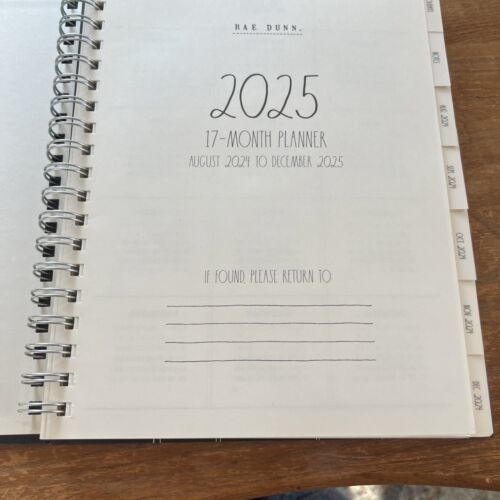 RAE DUNN.
2025
17-MONTH PLANNER
AUGUST 2024 TO DECEMBER 2025
IF FOUND, PLEASE RETURN TO:
NOTES
AUG. 2024
SEP. 2024
OCT. 2024
NOV. 2024
DEC. 2024